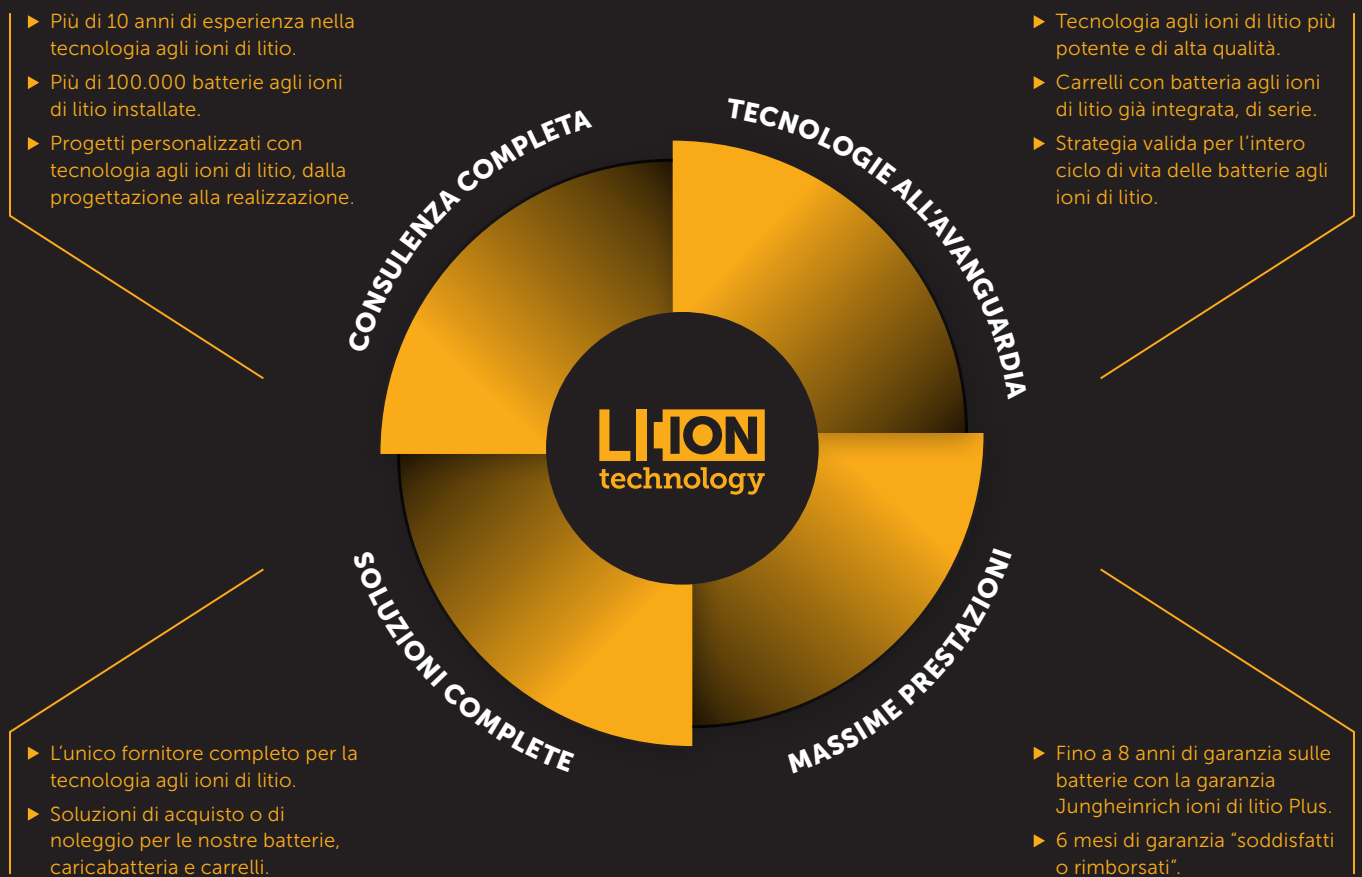 ▶ Più di 10 anni di esperienza nella
tecnologia agli ioni di litio.
▶ Più di 100.000 batterie agli ioni
di litio installate.
▶ Progetti personalizzati con
tecnologia agli ioni di litio, dalla
progettazione alla realizzazione.
▶ Tecnologia agli ioni di litio più
potente e di alta qualità.
▶ Carrelli con batteria agli ioni
di litio già integrata, di serie.
▶ Strategia valida per l’intero
ciclo di vita delle batterie agli
ioni di litio.
CONSULENZA COMPLETA
TECNOLOGIE ALL’AVANGUARDIA
LI-ION
technology
SOLUZIONI COMPLETE
MASSIME PRESTAZIONI
▶ L’unico fornitore completo per la
tecnologia agli ioni di litio.
▶ Soluzioni di acquisto o di
noleggio per le nostre batterie,
caricabatteria e carrelli.
▶ Fino a 8 anni di garanzia sulle
batterie con la garanzia
Jungheinrich ioni di litio Plus.
▶ 6 mesi di garanzia “soddisfatti
o rimborsati”.